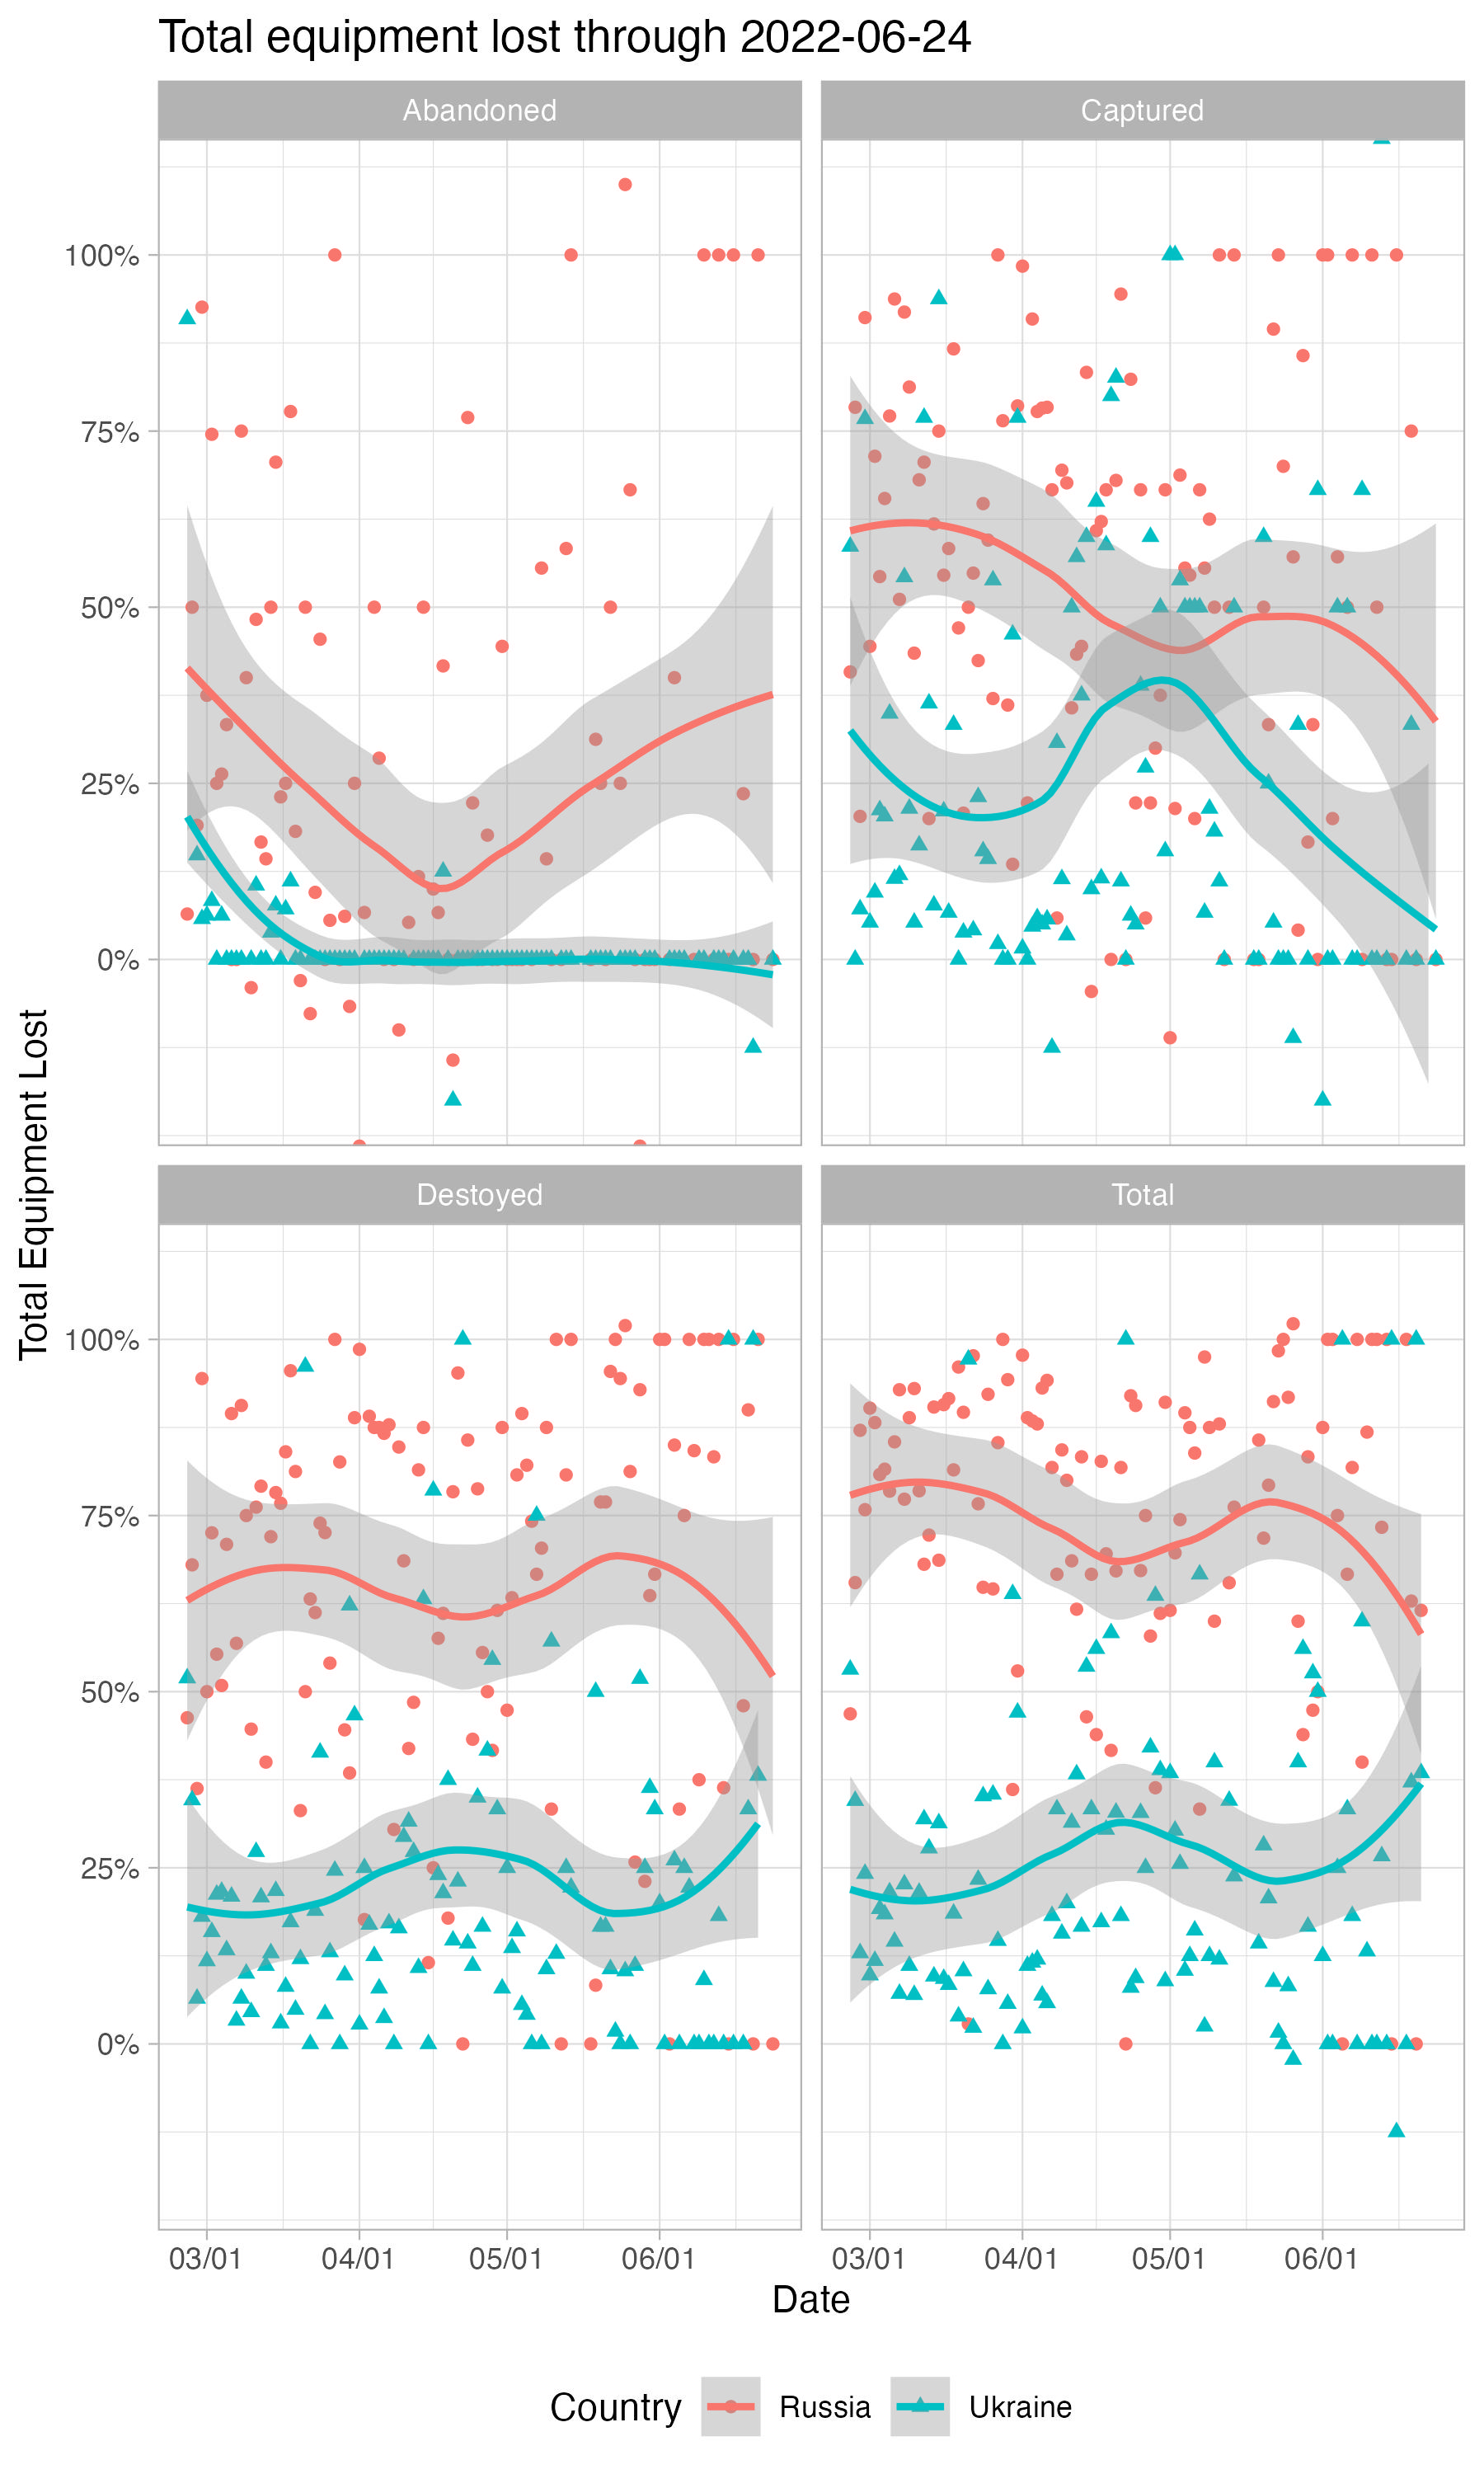 Total equipment lost through 2022-06-24
Abandoned
Captured
100%
75%
50%
25%
0%
Total Equipment Lost
Destoyed
Total
100%
75%
50%
25%
0%
03/01 04/01 05/01 06/01
03/01 04/01 05/01 06/01
Date
Country Russia Ukraine